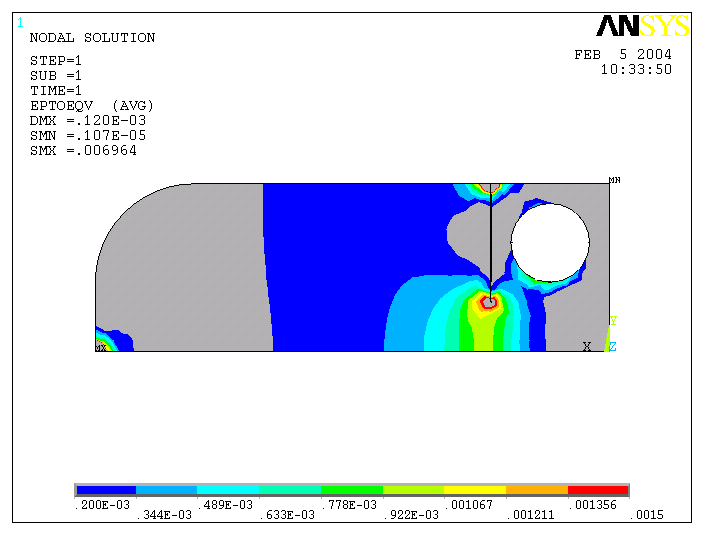 1
ANSYS
NODAL SOLUTION
FEB  5 2004
10:33:50
STEP=1
SUB =1
TIME=1
EPTOEQV  (AVG)
DMX =.120E-03
SMN =.107E-05
SMX =.006964
MN
MX
Y
X Z
.200E-03 .489E-03 .778E-03 .001067 .001356
.344E-03 .633E-03 .922E-03 .001211 .0015